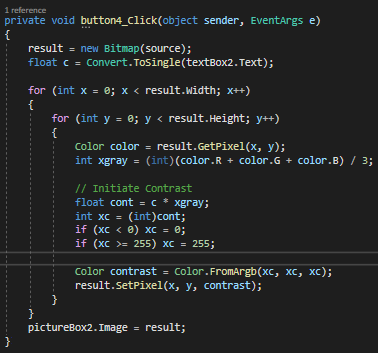 1 reference
private void button4_Click(object sender, EventArgs e)
{
result = new Bitmap(source);
float c = Convert.ToSingle(textBox2.Text);
for (int x = 0; x < result.Width; x++)
{
for (int y = 0; y < result.Height; y++)
{
Color color = result.GetPixel(x, y);
int xgray = (int)(color.R + color.G + color.B) / 3;
// Initiate Contrast
float cont = c * xgray;
int xc = (int)cont;
if (xc < 0) xc = 0;
if (xc >= 255) xc = 255;
Color contrast = Color.FromArgb(xc, xc, xc);
result.SetPixel(x, y, contrast);
}
}
pictureBox2.Image = result;
}